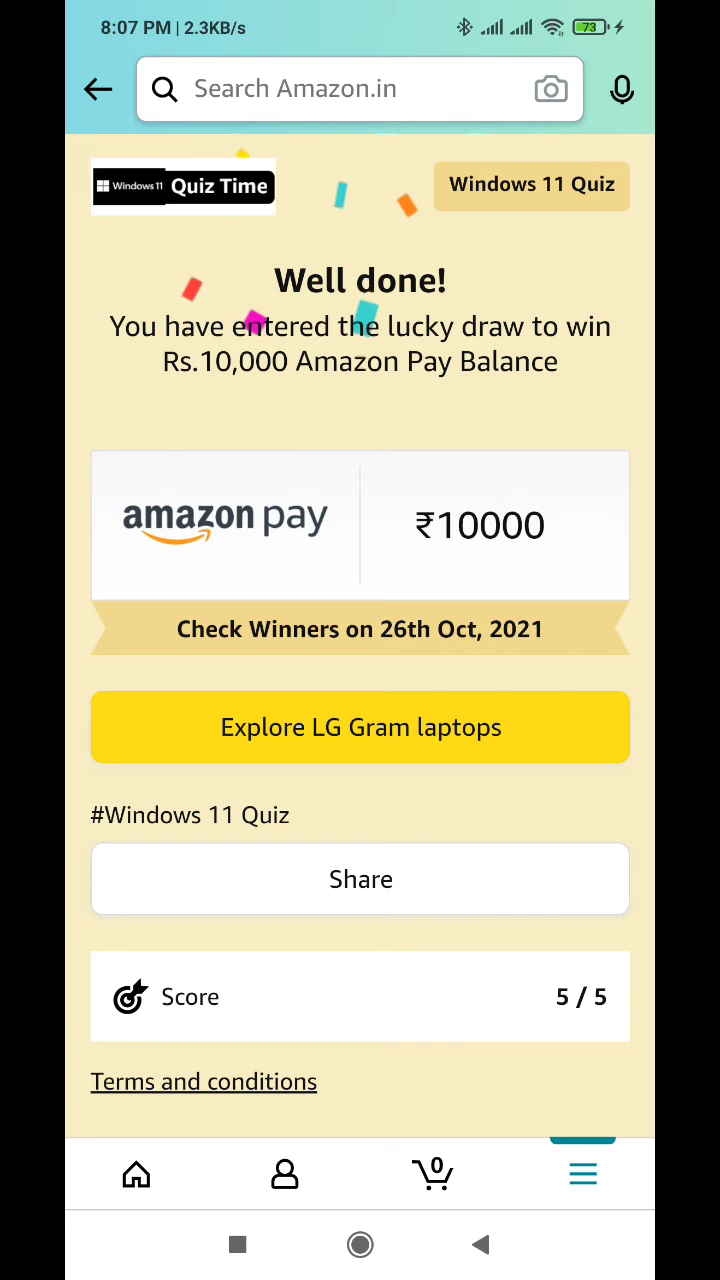 8:07 PM | 2.3KB/s
73
Search Amazon.in
Windows 11 Quiz Time
Windows 11 Quiz
Well done!
You have entered the lucky draw to win
Rs.10,000 Amazon Pay Balance
amazon pay
₹10000
Check Winners on 26th Oct, 2021
Explore LG Gram laptops
#Windows 11 Quiz
Share
Score
5 / 5
Terms and conditions
0